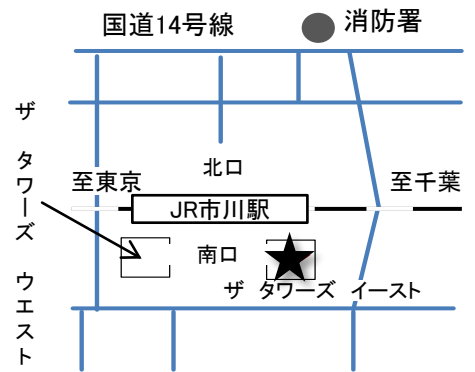 国道14号線
消防署
北口
至東京
至千葉
JR市川駅
南口
ザ タワーズ イースト
ザ タワーズ ウエスト